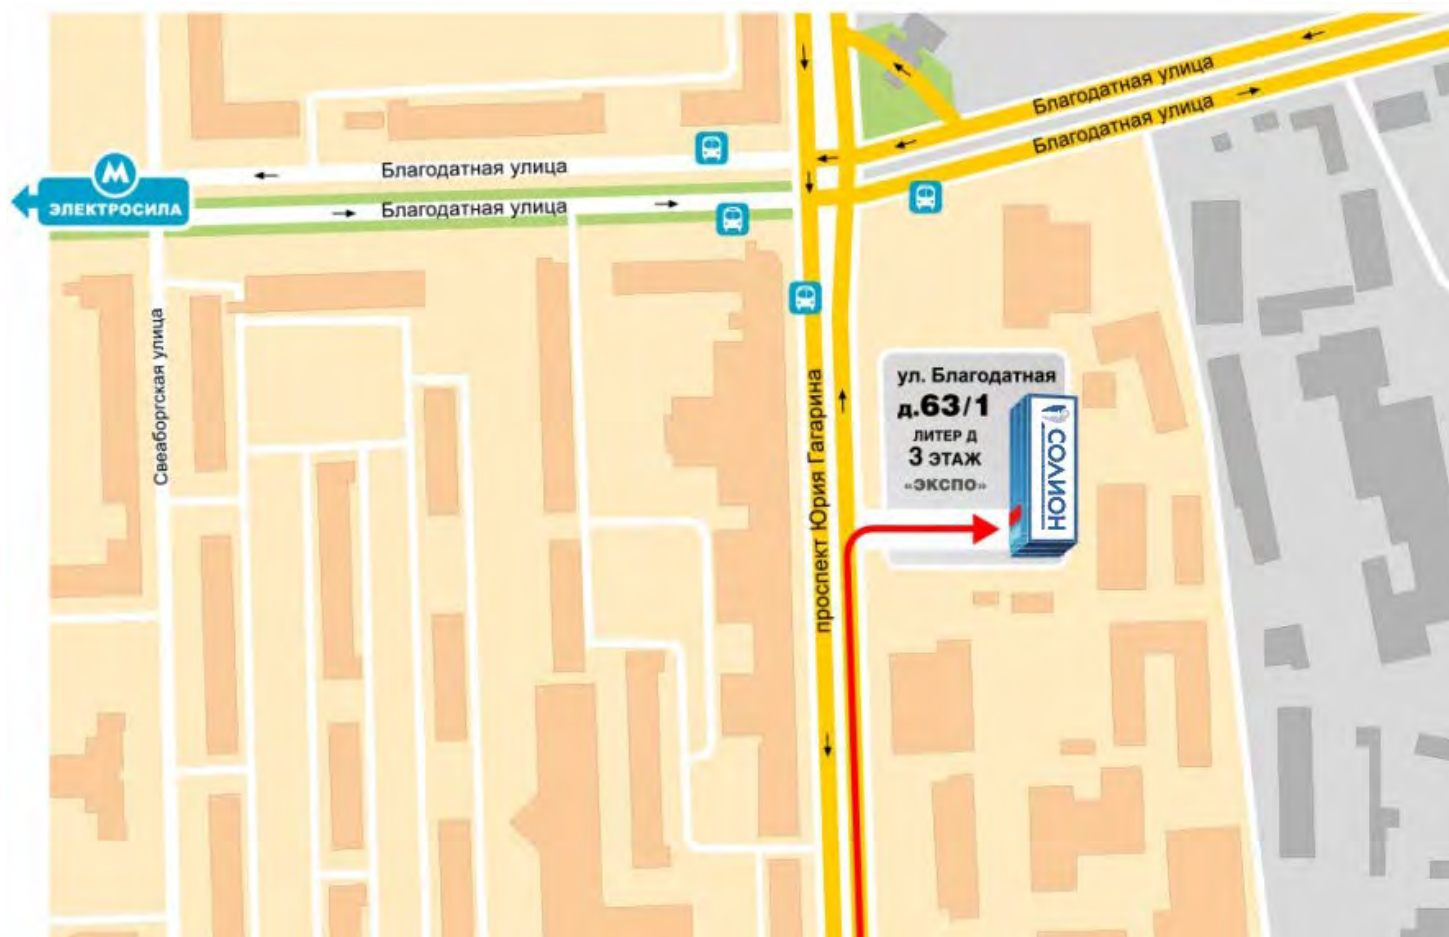 Благодатная улица
Благодатная улица
Благодатная улица
Благодатная улица
М
ЭЛЕКТРОСИЛА
Свеаборгская улица
проспект Юрия Гагарина
ул. Благодатная
д.63/1
ЛИТЕР Д
3 ЭТАЖ
«ЭКСПО»
СОЛИОН